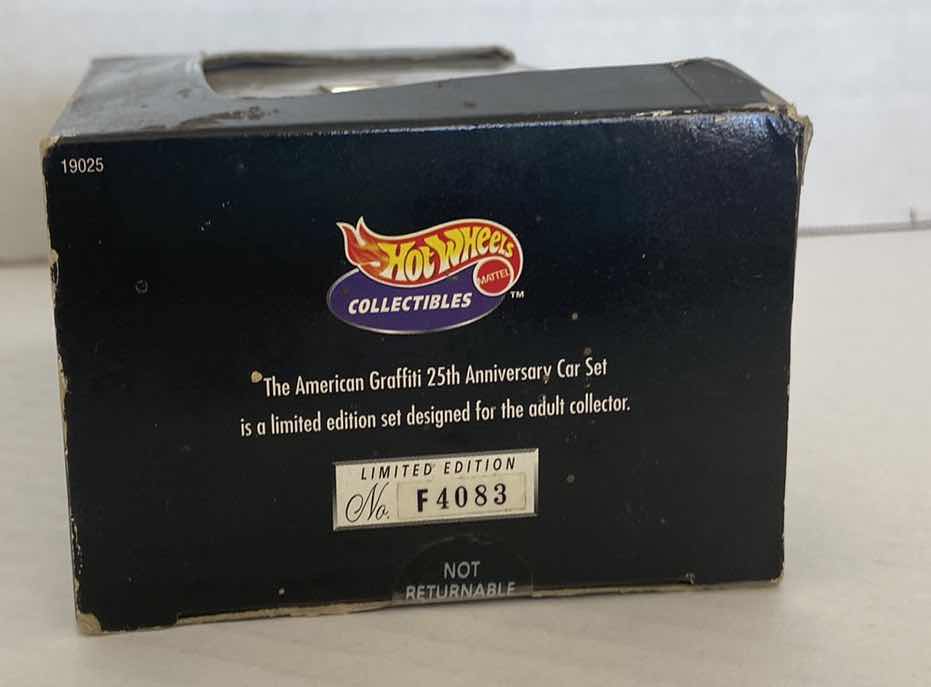 19025
HOT WHEELS
MATTEL
COLLECTIBLES
TM
The American Graffiti 25th Anniversary Car Set
is a limited edition set designed for the adult collector.
LIMITED EDITION
No. F4083
NOT
RETURNABLE